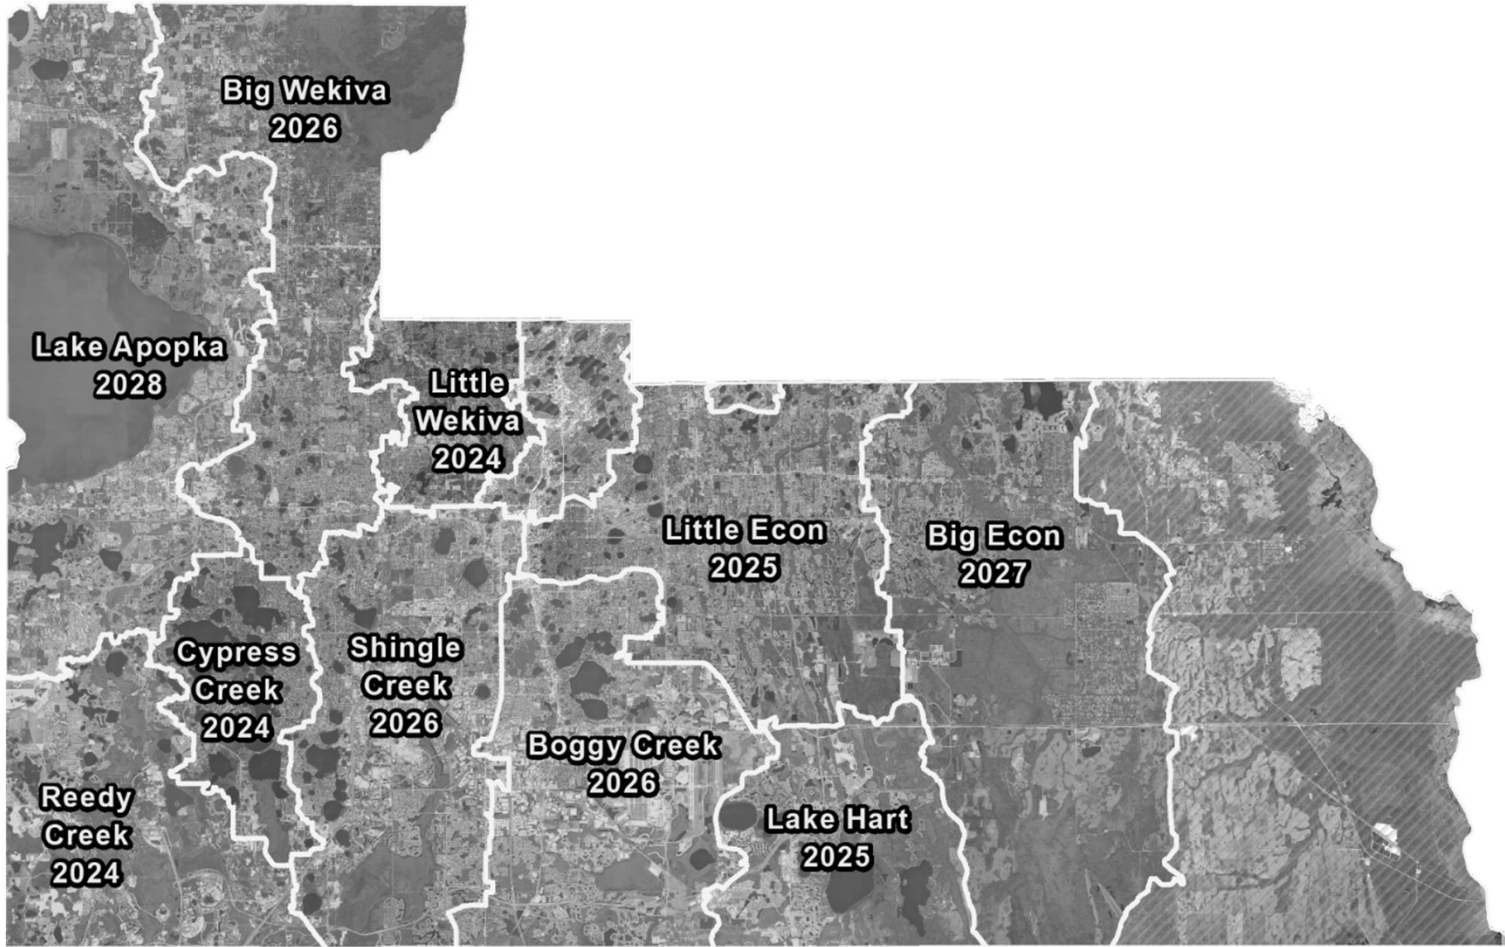 Big Wekiva
2026
Lake Apopka
2028
Little
Wekiva
2024
Little Econ
2025
Big Econ
2027
Cypress
Creek
2024
Shingle
Creek
2026
Boggy Creek
2026
Reedy
Creek
2024
Lake Hart
2025